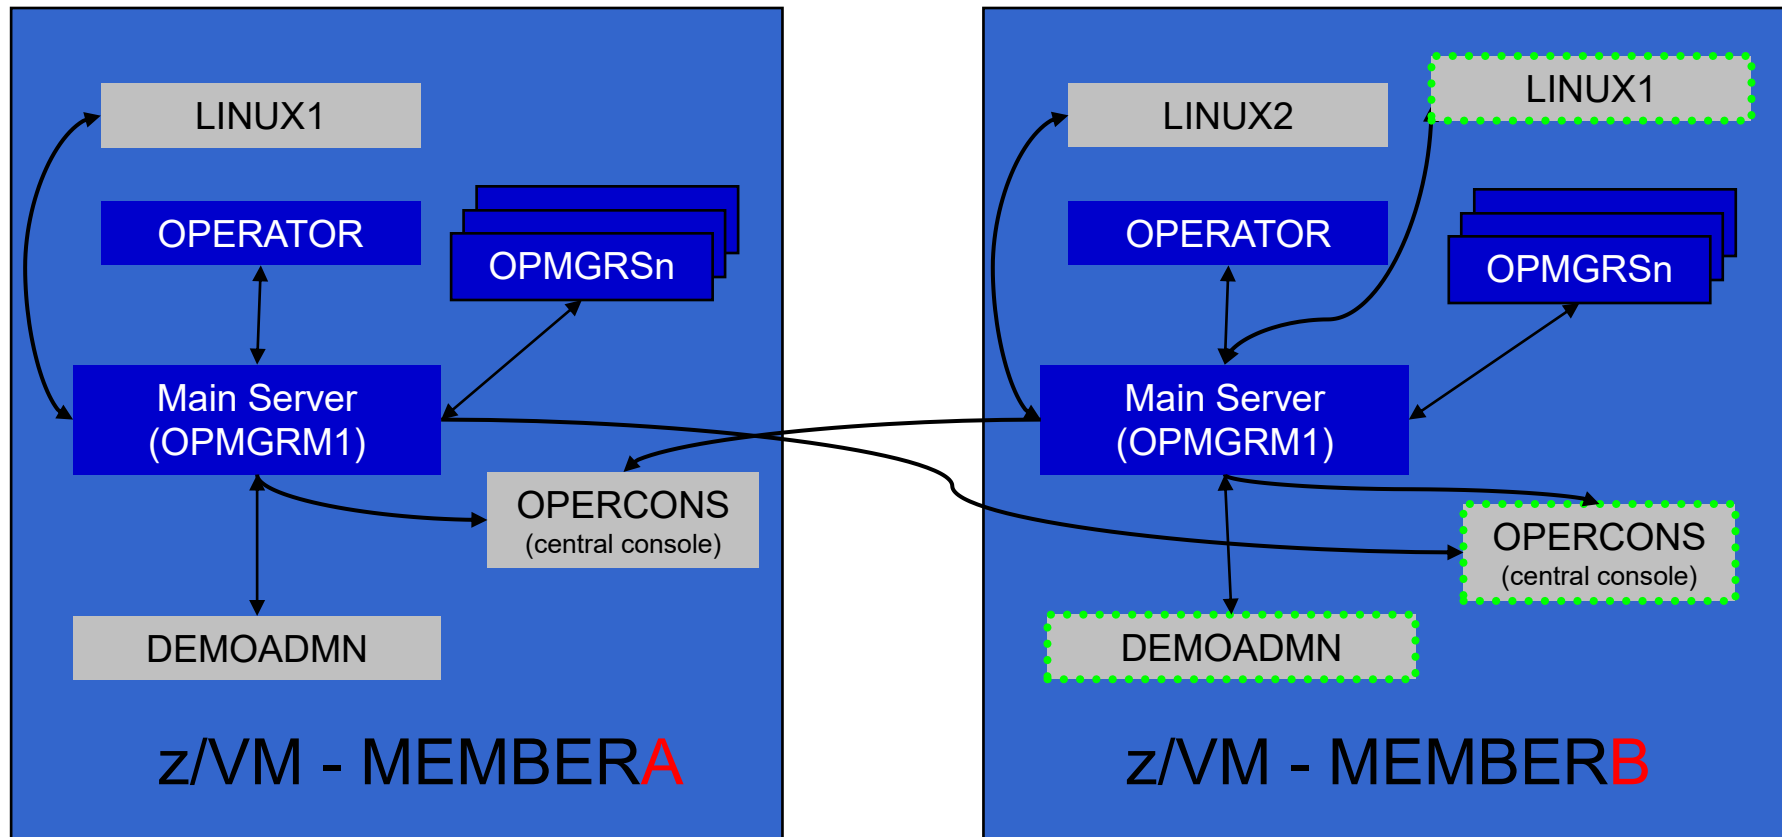 LINUX1
OPERATOR
OPMGRSn
Main Server
(OPMGRM1)
OPERCONS
(central console)
DEMOADMN
z/VM - MEMBERA
LINUX2
LINUX1
OPERATOR
OPMGRSn
Main Server
(OPMGRM1)
OPERCONS
(central console)
DEMOADMN
z/VM - MEMBERB